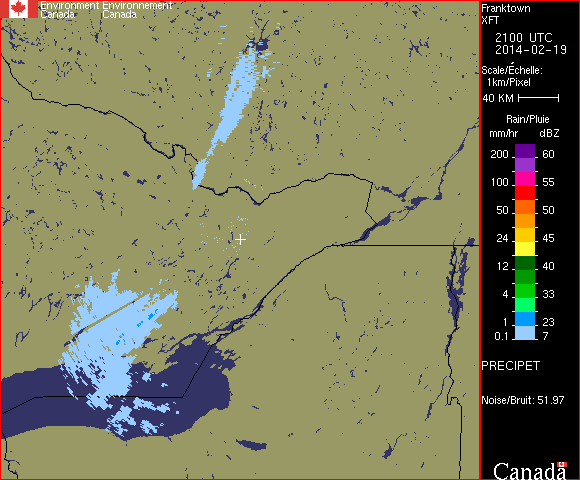 Environment Environnement
Canada Canada
Franktown
XFT
2100 UTC
2014-02-19
Scale/Échelle:
1km/Pixel
40 KM
Rain/Pluie
mm/hr dBZ
200 60
100 55
50 50
24 45
12 40
4 33
1 23
0.1 7
PRECIPET
Noise/Bruit: 51.97
Canada